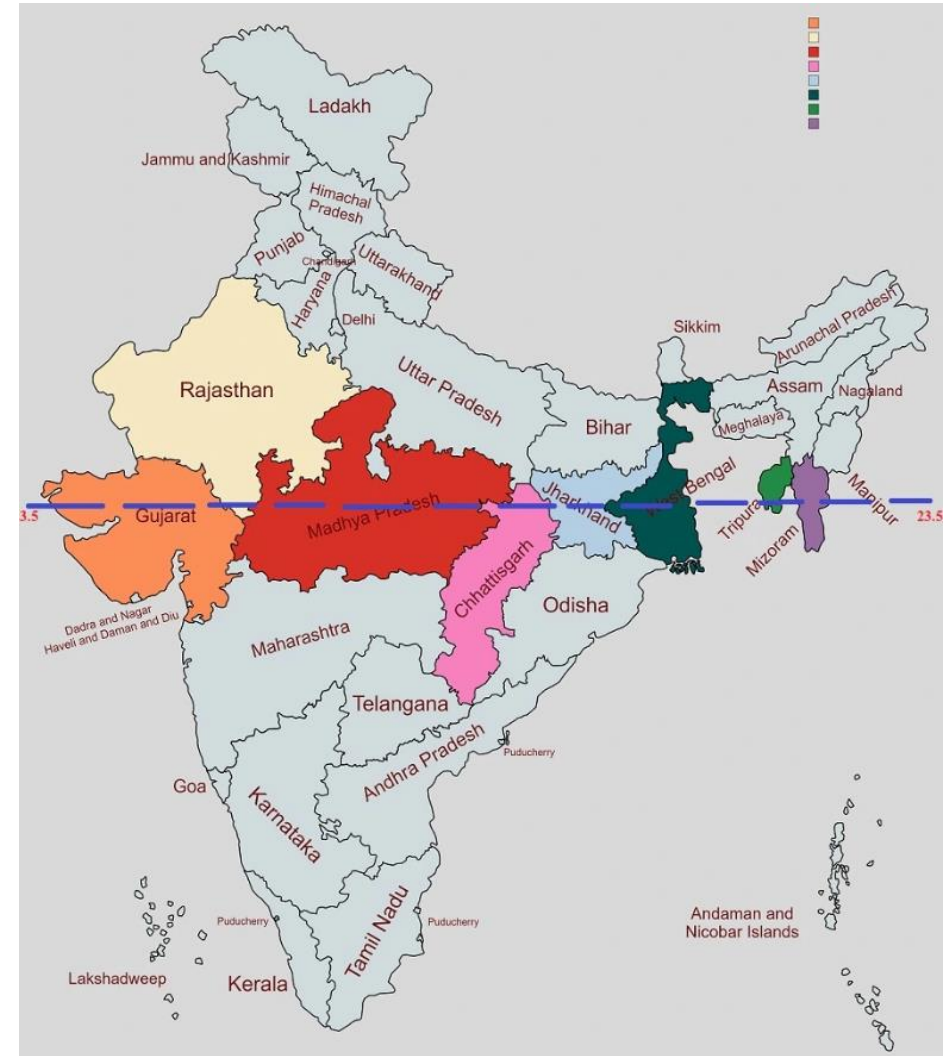 Ladakh
Jammu and Kashmir
Himachal
Pradesh
Punjab
Chandigarh
Uttarakhand
Haryana
Delhi
Sikkim
Arunachal Pradesh
Rajasthan
Uttar Pradesh
Assam
Nagaland
Bihar
Meghalaya
Gujarat
Madhya Pradesh
Jharkhand
West Bengal
Tripura
Mizoram
Manipur
3.5
23.5
Chhattisgarh
Odisha
Dadra and Nagar
Haveli and Daman and Diu
Maharashtra
Telangana
Andhra Pradesh
Puducherry
Goa
Karnataka
Puducherry
Puducherry
Tamil Nadu
Andaman and
Nicobar Islands
Lakshadweep
Kerala